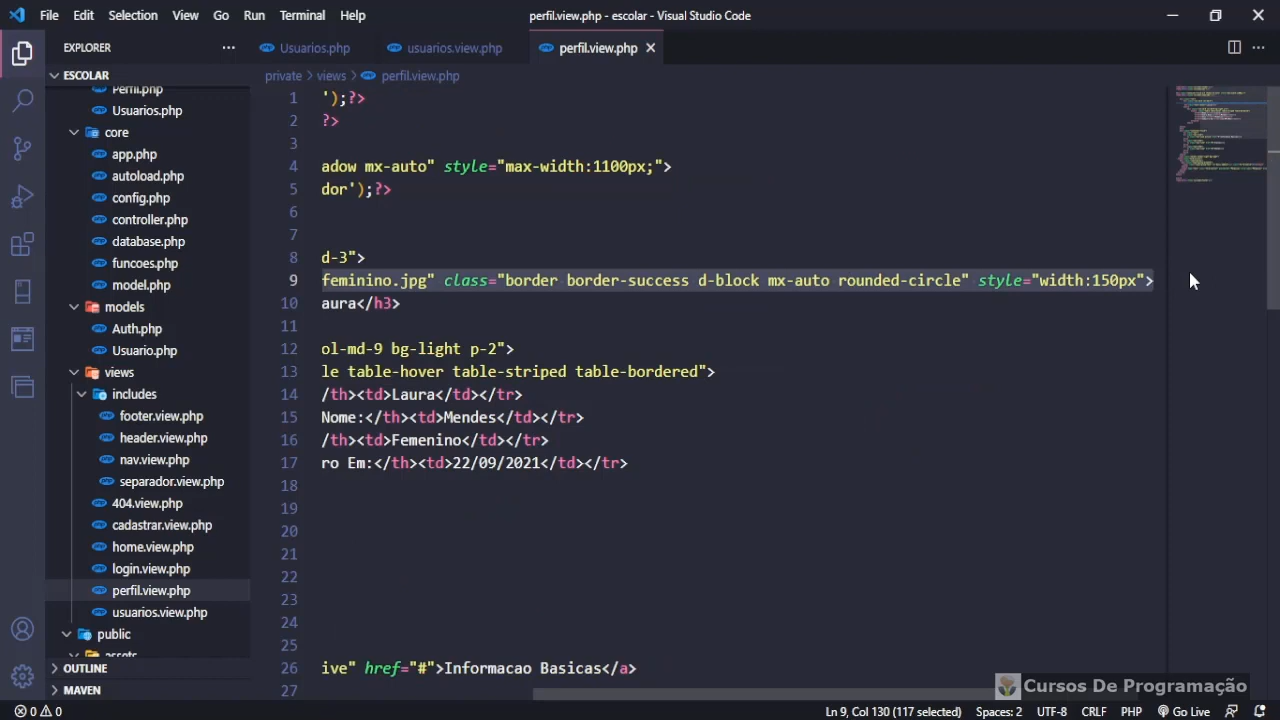 File Edit Selection View Go Run Terminal Help
perfil.view.php - escolar - Visual Studio Code
EXPLORER
Usuarios.php
usuarios.view.php
perfil.view.php
ESCOLAR
Perfil.php
Usuarios.php
core
app.php
autoload.php
config.php
controller.php
database.php
funcoes.php
model.php
models
Auth.php
Usuario.php
views
includes
footer.view.php
header.view.php
nav.view.php
separador.view.php
404.view.php
cadastrar.view.php
home.view.php
login.view.php
perfil.view.php
usuarios.view.php
public
assets
OUTLINE
MAVEN
private > views > perfil.view.php
1 ');?>
2 ?>
3
4 adow mx-auto" style="max-width:1100px;">
5 dor');?>
6
7
8 d-3">
9 feminino.jpg" class="border border-success d-block mx-auto rounded-circle" style="width:150px">
10 aura</h3>
11
12 ol-md-9 bg-light p-2">
13 le table-hover table-striped table-bordered">
14 /th><td>Laura</td></tr>
15 Nome:</th><td>Mendes</td></tr>
16 /th><td>Femenino</td></tr>
17 ro Em:</th><td>22/09/2021</td></tr>
18
19
20
21
22
23
24
25
26 ive" href="#">Informacao Basicas</a>
27
Cursos De Programação
0 0
Ln 9, Col 130 (117 selected)
Spaces: 2
UTF-8
CRLF
PHP
Go Live